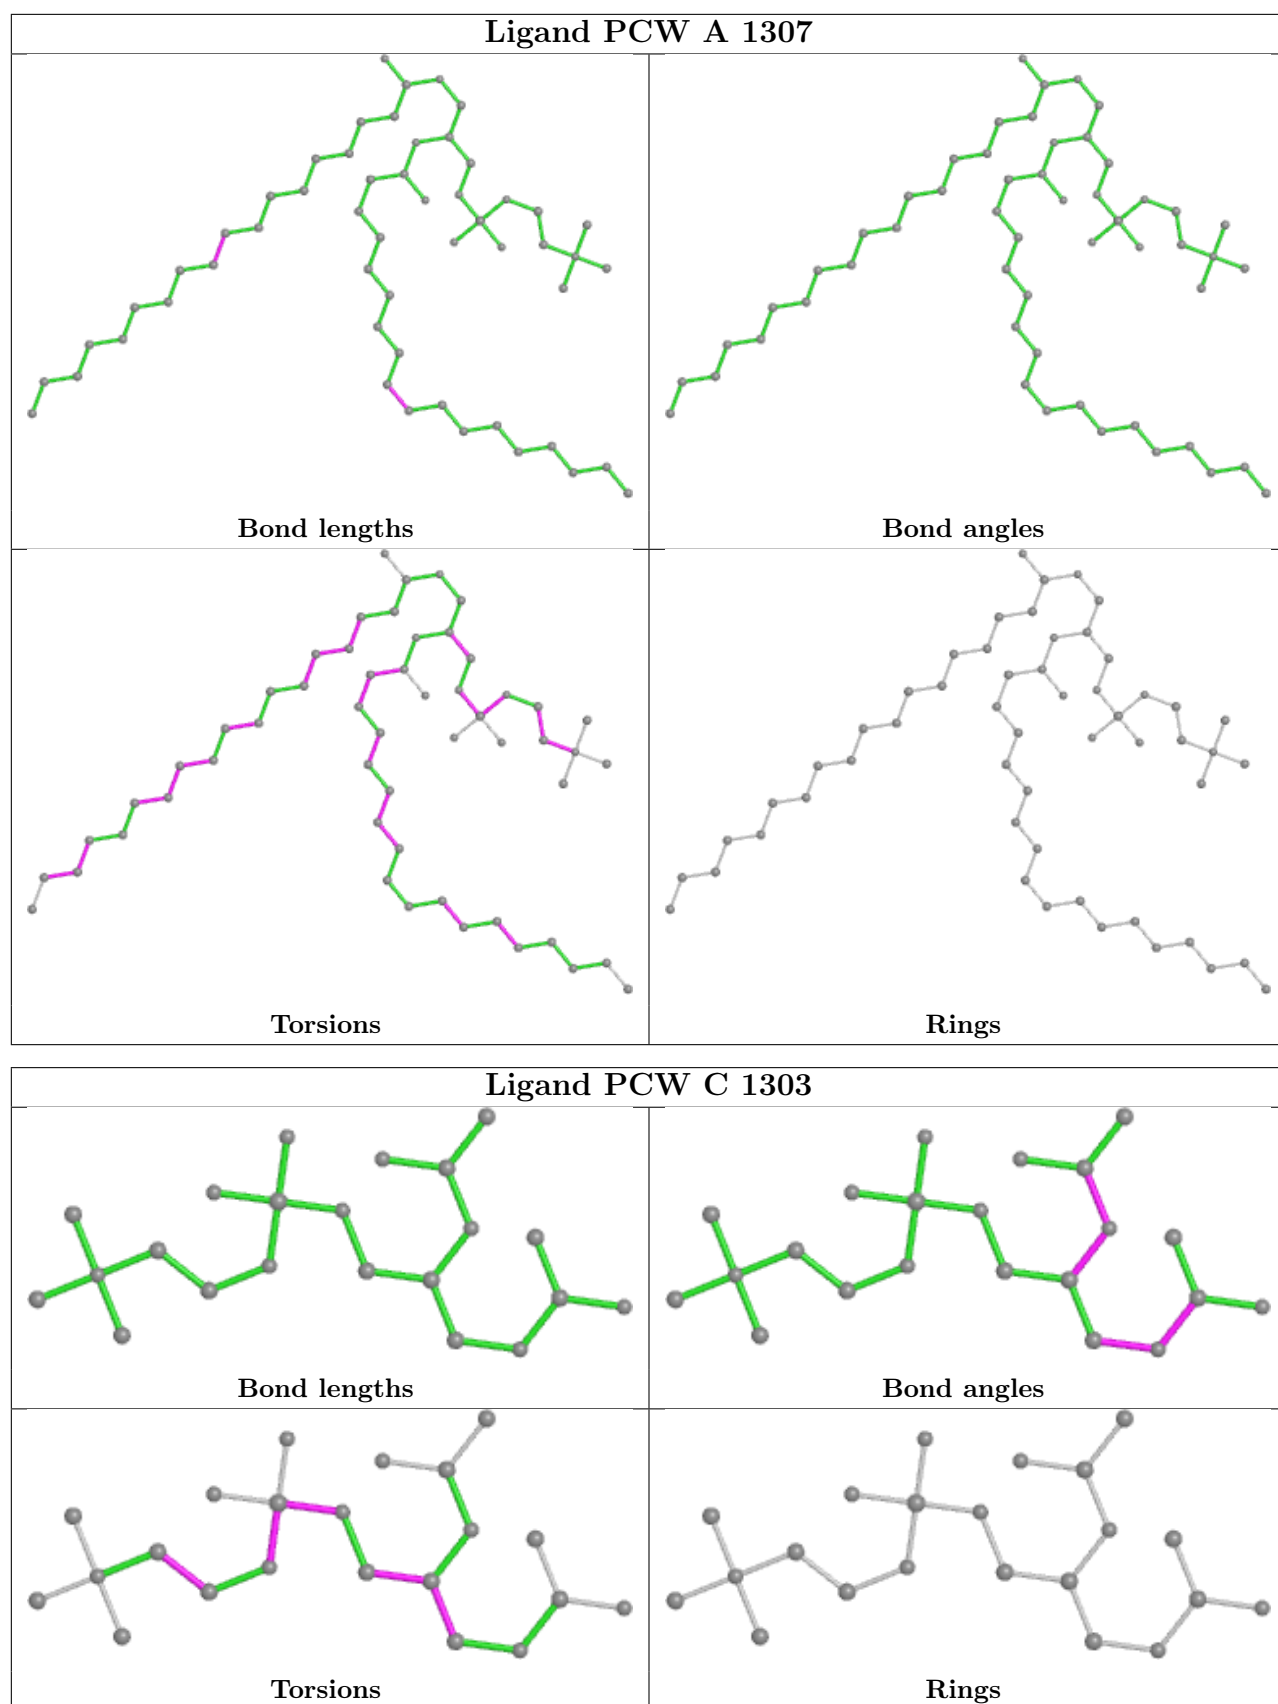 Ligand PCW A 1307
Bond lengths
Bond angles
Torsions
Rings
Ligand PCW C 1303
Bond lengths
Bond angles
Torsions
Rings